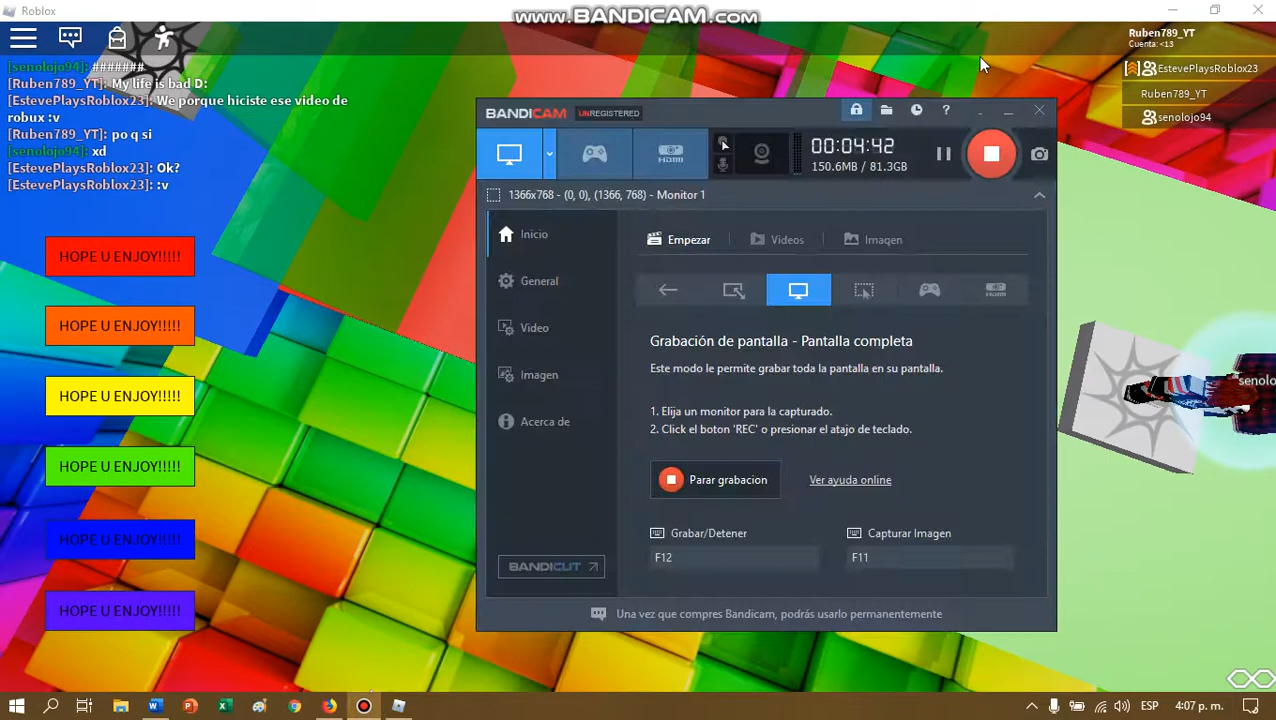 Roblox
www.BANDICAM.com
[senolojo94]: #######
[Ruben789_YT]: My life is bad D:
[EstevePlaysRoblox23]: We porque hiciste ese video de
robux :v
[Ruben789_YT]: po q si
[senolojo94]: xd
[EstevePlaysRoblox23]: Ok?
[EstevePlaysRoblox23]: :v
Ruben789_YT
Cuenta: <13
EstevePlaysRoblox23
Ruben789_YT
senolojo94
HOPE U ENJOY!!!!!
HOPE U ENJOY!!!!!
HOPE U ENJOY!!!!!
HOPE U ENJOY!!!!!
HOPE U ENJOY!!!!!
HOPE U ENJOY!!!!!
BANDICAM UNREGISTERED
HDMI
00:04:42
150.6MB / 81.3GB
1366x768 - (0, 0), (1366, 768) - Monitor 1
Inicio
General
Video
Imagen
Acerca de
BANDICUT
Empezar
Videos
Imagen
HDMI
Grabación de pantalla - Pantalla completa
Este modo le permite grabar toda la pantalla en su pantalla.
1. Elija un monitor para la capturado.
2. Click el boton 'REC' o presionar el atajo de teclado.
Parar grabacion
Ver ayuda online
Grabar/Detener
Capturar Imagen
F12
F11
Una vez que compres Bandicam, podrás usarlo permanentemente
senolo
ESP
4:07 p. m.